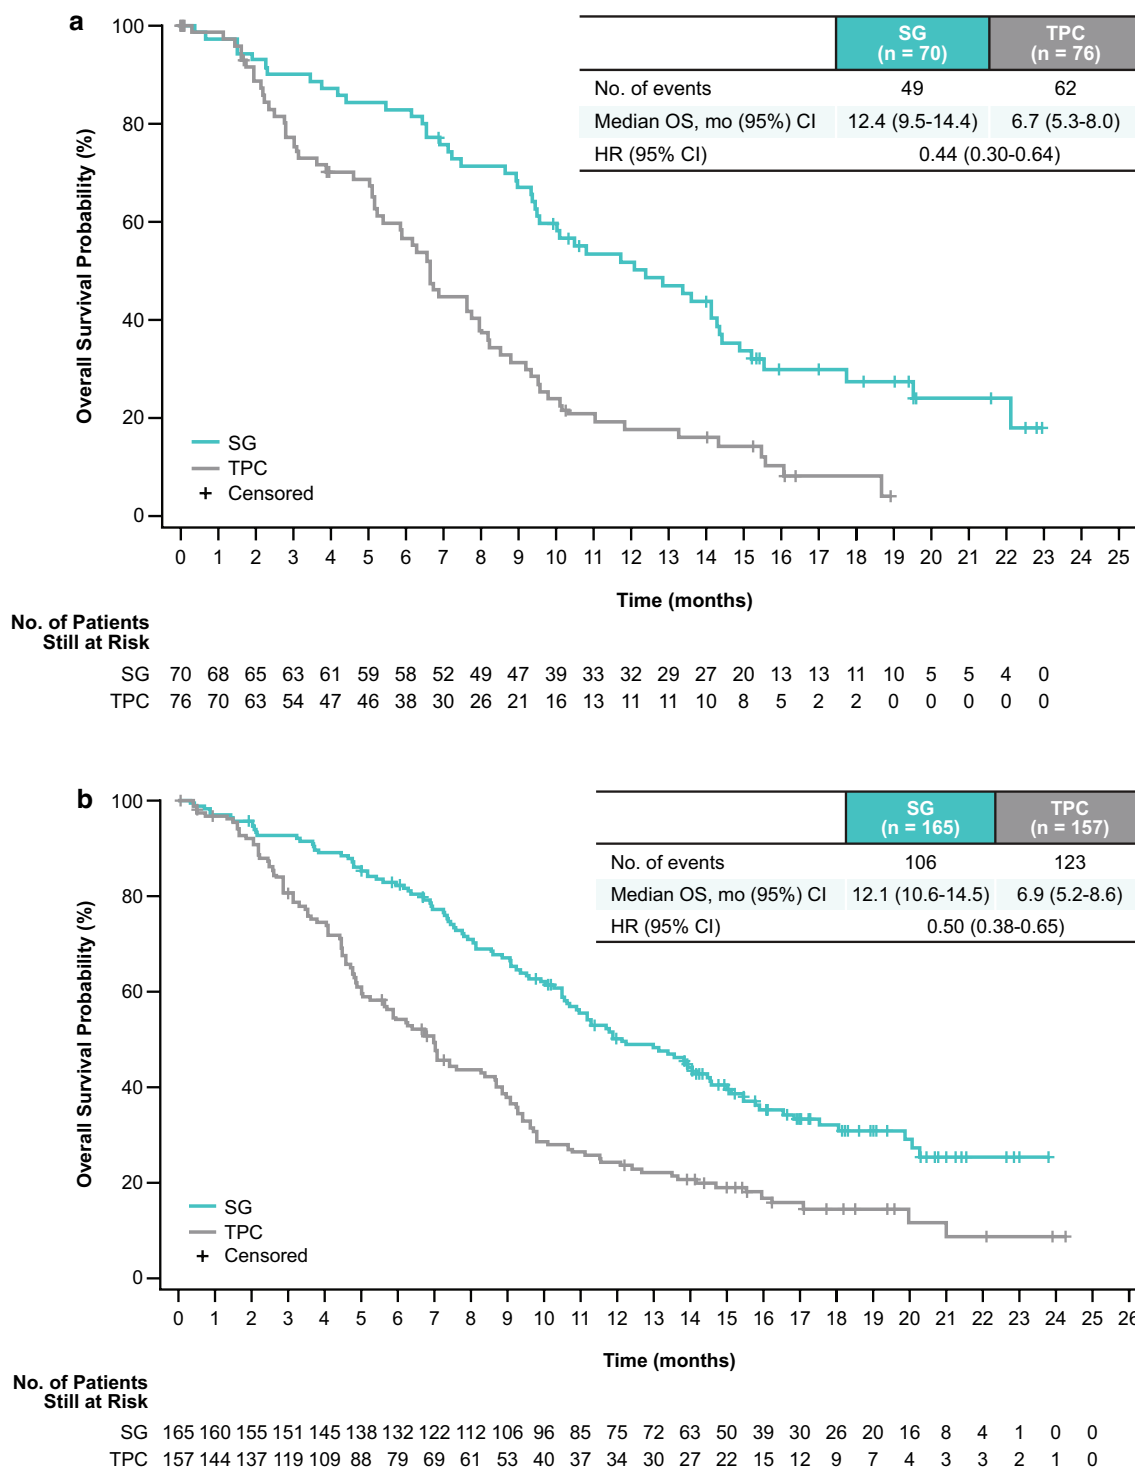 a
SG (n = 70) TPC (n = 76)
No. of events 49 62
Median OS, mo (95%) CI 12.4 (9.5-14.4) 6.7 (5.3-8.0)
HR (95% CI) 0.44 (0.30-0.64)
Overall Survival Probability (%)
100
80
60
40
20
0
SG
TPC
+ Censored
0 1 2 3 4 5 6 7 8 9 10 11 12 13 14 15 16 17 18 19 20 21 22 23 24 25
Time (months)
No. of Patients
Still at Risk
SG 70 68 65 63 61 59 58 52 49 47 39 33 32 29 27 20 13 13 11 10 5 5 4 0
TPC 76 70 63 54 47 46 38 30 26 21 16 13 11 11 10 8 5 2 2 0 0 0 0 0
b
SG (n = 165) TPC (n = 157)
No. of events 106 123
Median OS, mo (95%) CI 12.1 (10.6-14.5) 6.9 (5.2-8.6)
HR (95% CI) 0.50 (0.38-0.65)
Overall Survival Probability (%)
100
80
60
40
20
0
SG
TPC
+ Censored
0 1 2 3 4 5 6 7 8 9 10 11 12 13 14 15 16 17 18 19 20 21 22 23 24 25 26
Time (months)
No. of Patients
Still at Risk
SG 165 160 155 151 145 138 132 122 112 106 96 85 75 72 63 50 39 30 26 20 16 8 4 1 0 0
TPC 157 144 137 119 109 88 79 69 61 53 40 37 34 30 27 22 15 12 9 7 4 3 3 2 1 0